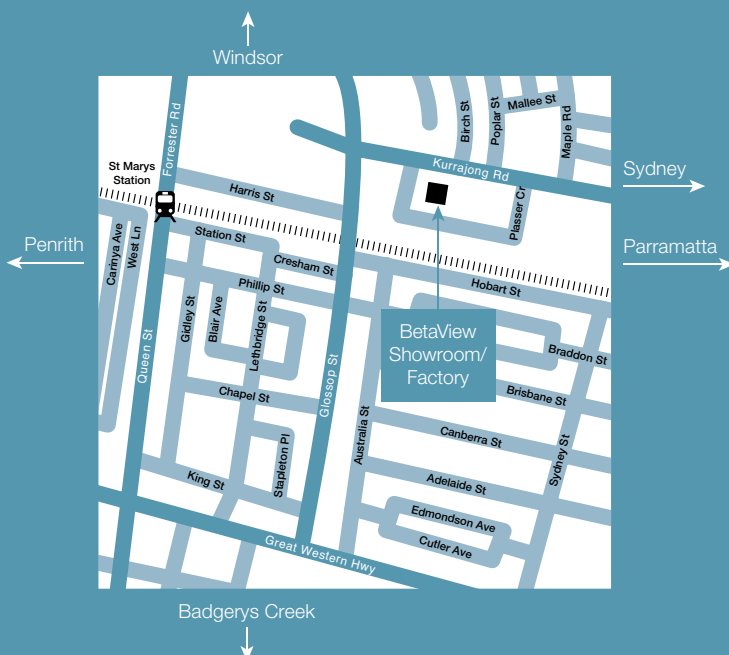 Windsor
Forrester Rd
Birch St
Poplar St
Mallee St
Maple Rd
St Marys
Station
Kurrajong Rd
Sydney
Harris St
Plasser Cr
Penrith
Parramatta
Carinya Ave
West Ln
Station St
Cresham St
Hobart St
Phillip St
Gidley St
Blair Ave
Lethbridge St
Queen St
Glossop St
BetaView
Showroom/
Factory
Braddon St
Brisbane St
Chapel St
Australia St
Canberra St
Sydney St
Stapleton Pl
King St
Adelaide St
Edmondson Ave
Cutler Ave
Great Western Hwy
Badgerys Creek